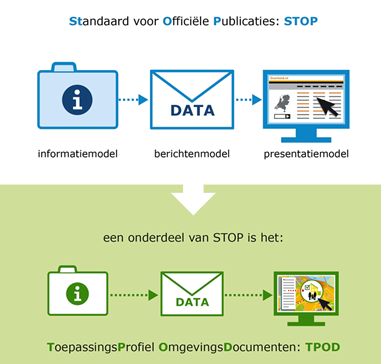 Standaard voor Officiële Publicaties: STOP
DATA
informatiemodel berichtenmodel presentatiemodel
een onderdeel van STOP is het:
DATA
ToepassingsProfiel OmgevingsDocumenten: TPOD